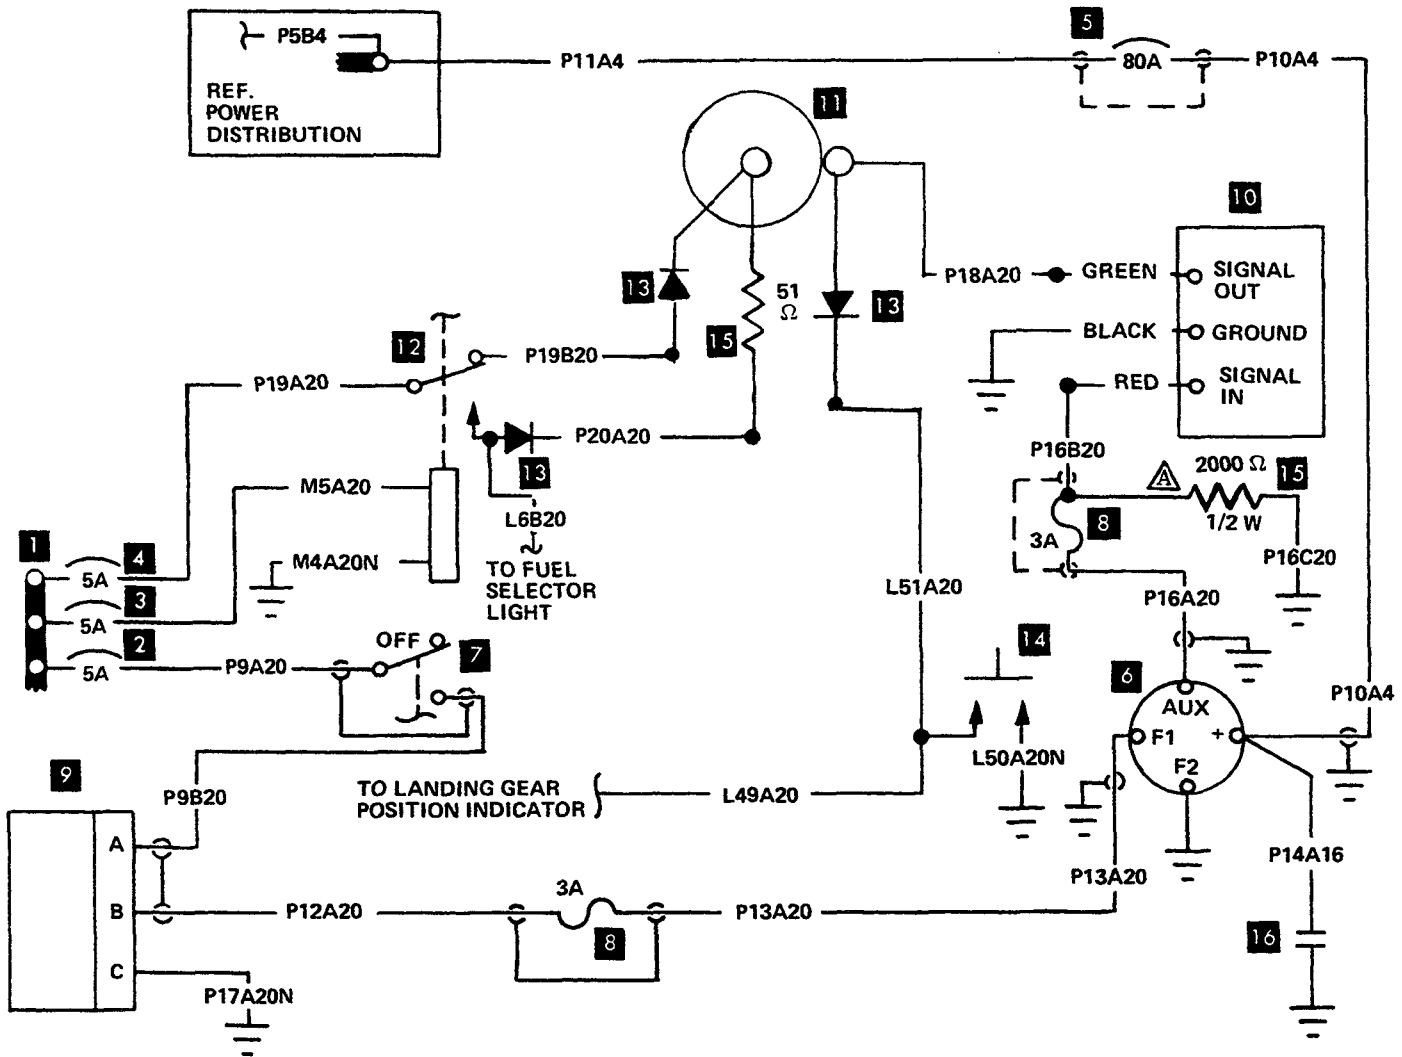 P5B4
REF.
POWER
DISTRIBUTION
P11A4
5
80A
P10A4
11
10
13
51
Ω
13
15
P18A20
GREEN
SIGNAL
OUT
BLACK
GROUND
RED
SIGNAL
IN
12
P19B20
P19A20
P20A20
13
L6B20
TO FUEL
SELECTOR
LIGHT
M5A20
M4A20N
P16B20
A
2000 Ω
15
1/2 W
8
3A
P16C20
P16A20
L51A20
1
4
5A
3
5A
2
5A
P9A20
OFF
7
14
6
AUX
F1
+
F2
P10A4
L50A20N
9
P9B20
TO LANDING GEAR
POSITION INDICATOR
L49A20
A
B
C
P12A20
3A
8
P13A20
P13A20
P14A16
16
P17A20N